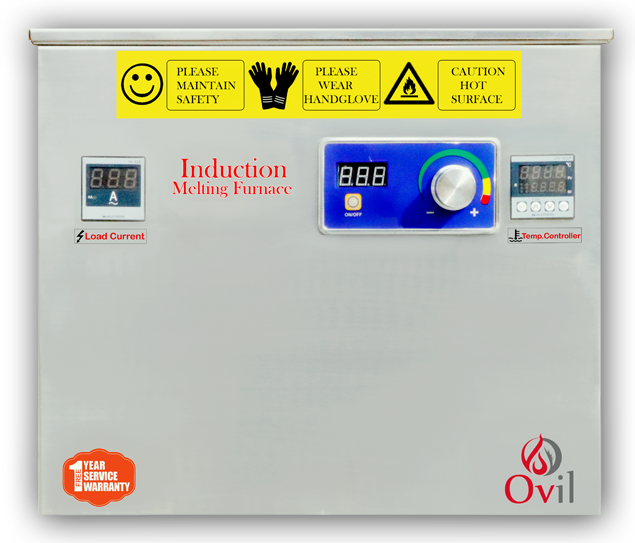 PLEASE
MAINTAIN
SAFETY
PLEASE
WEAR
HANDGLOVE
CAUTION
HOT
SURFACE
Induction
Melting Furnace
888
A
888
ON/OFF
− +
Load Current
Temp.Controller
1 YEAR
FREE SERVICE
WARRANTY
Ovil